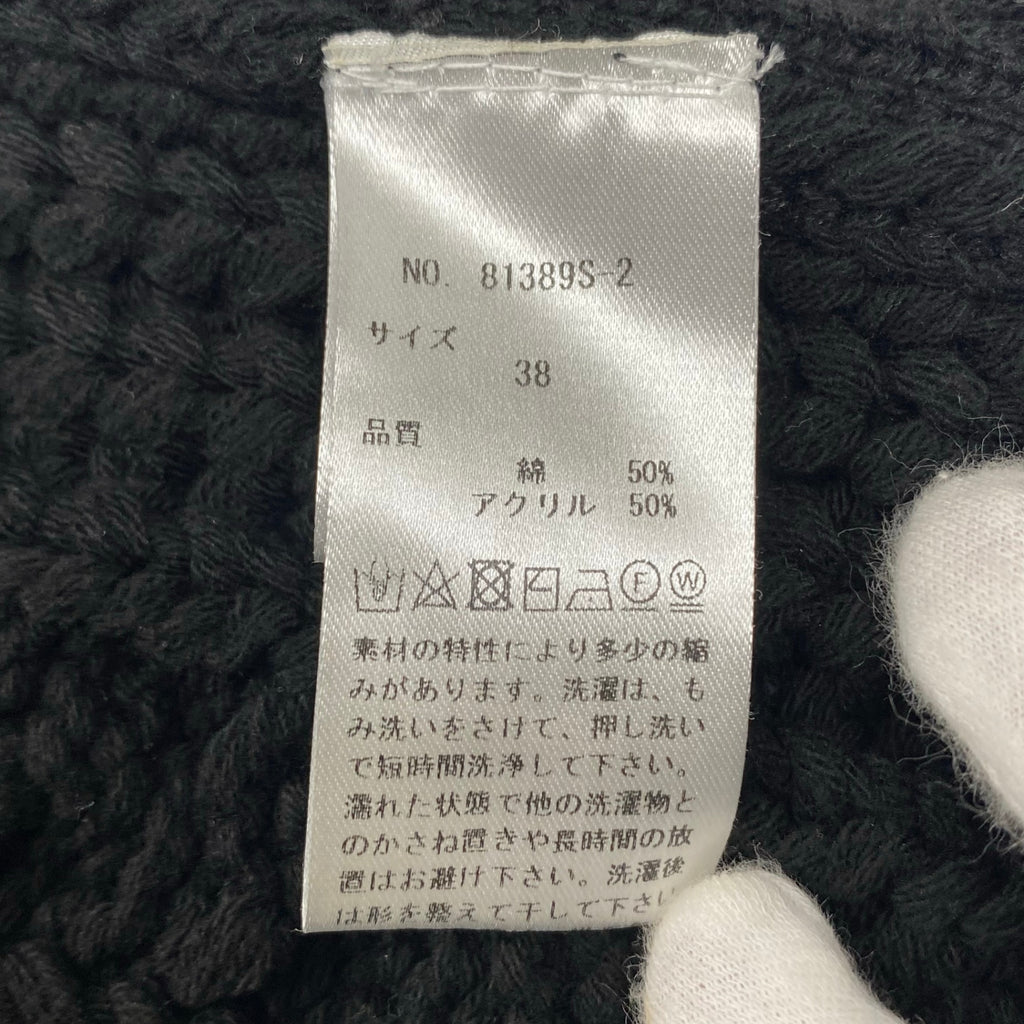 NO. 81389S-2
サイズ
38
品質
綿 50%
アクリル 50%
F W
素材の特性により多少の縮
みがあります。洗濯は、も
み洗いをさけて、押し洗い
で短時間洗浄して下さい。
濡れた状態で他の洗濯物と
のかさね置きや長時間の放
置はお避け下さい。洗濯後
は形を整えて干して下さい